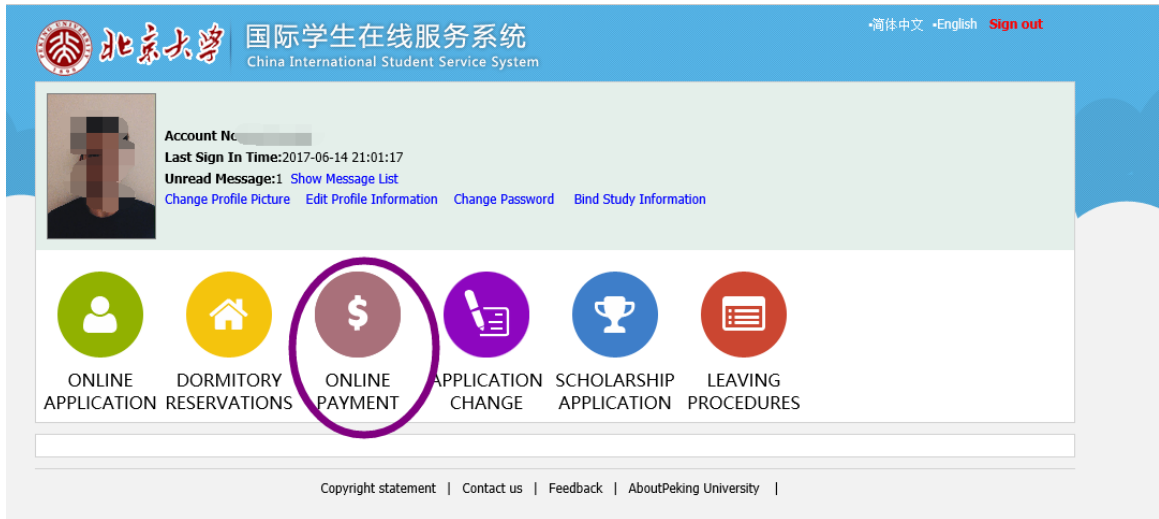 北京大学
国际学生在线服务系统
China International Student Service System
•简体中文 •English Sign out
PEKING UNIVERSITY
1898
Account No
Last Sign In Time:2017-06-14 21:01:17
Unread Message:1 Show Message List
Change Profile Picture Edit Profile Information Change Password Bind Study Information
$
ONLINE APPLICATION
DORMITORY RESERVATIONS
ONLINE PAYMENT
APPLICATION CHANGE
SCHOLARSHIP APPLICATION
LEAVING PROCEDURES
Copyright statement | Contact us | Feedback | AboutPeking University |